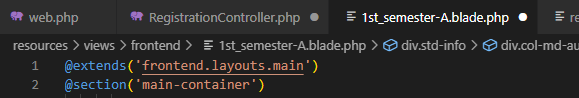 web.php RegistrationController.php 1st_semester-A.blade.php
resources > views > frontend > 1st_semester-A.blade.php > div.std-info > div.col-md-au
1 @extends('frontend.layouts.main')
2 @section('main-container')